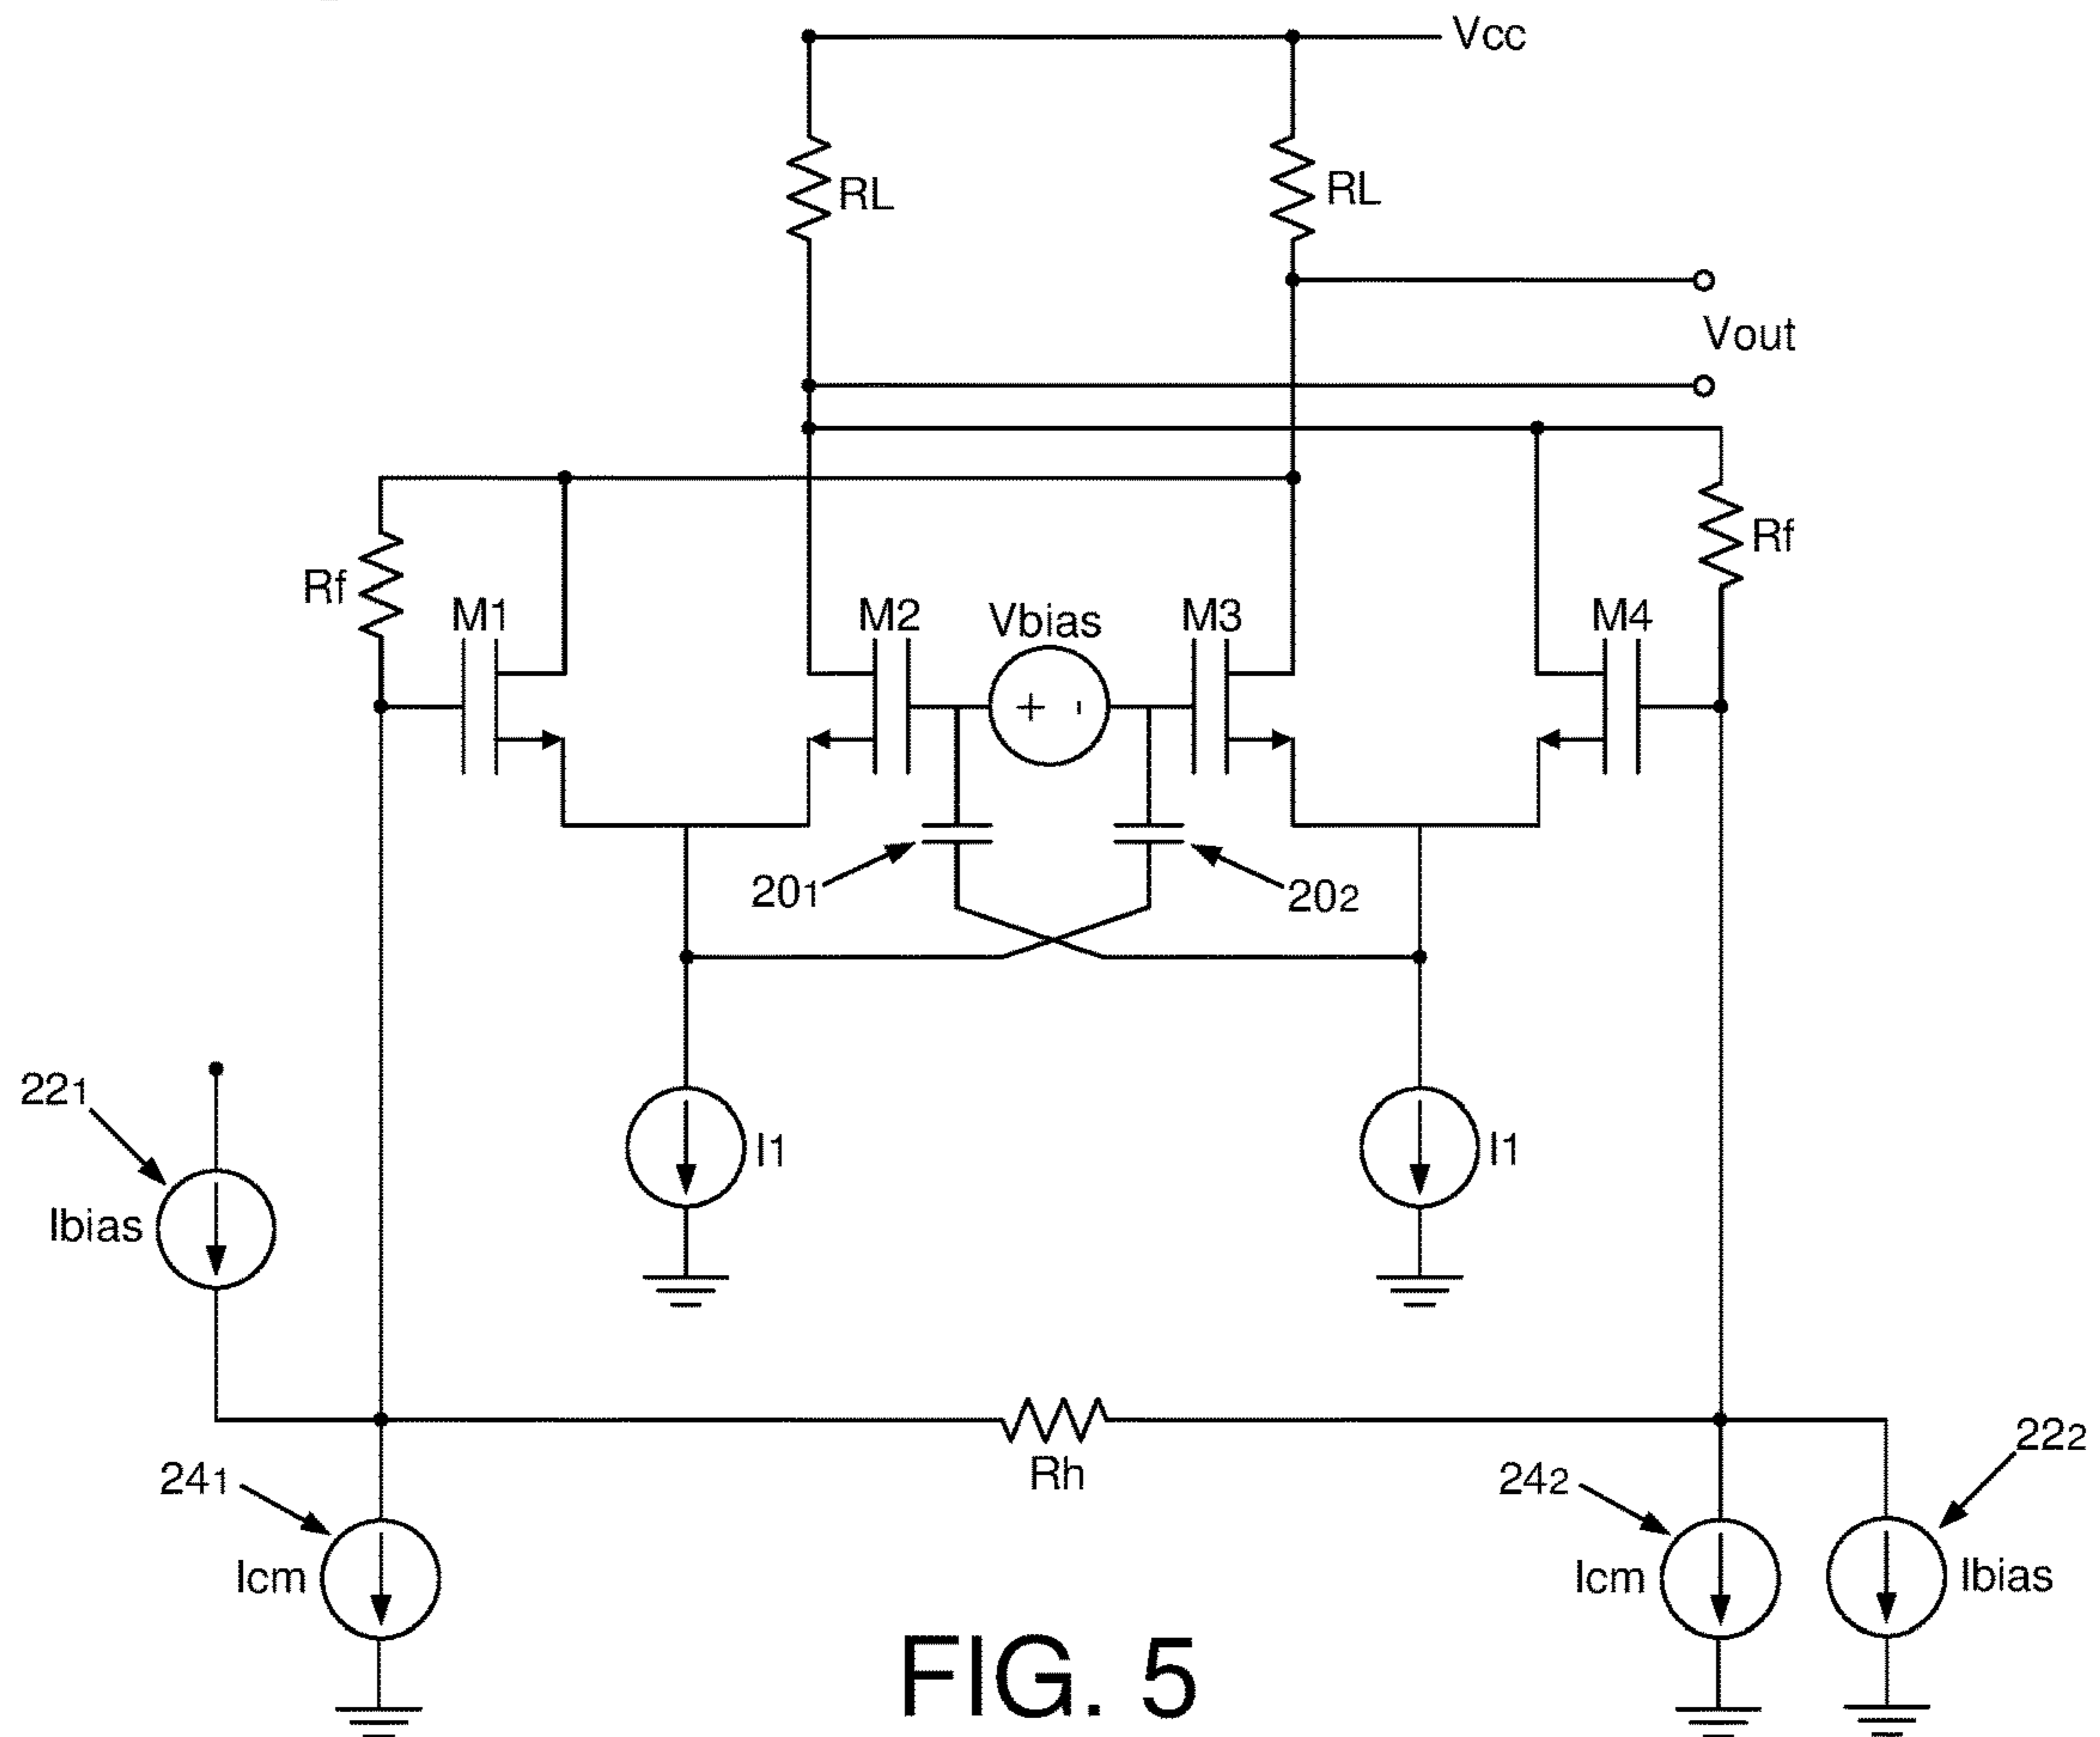 Vcc
RL
RL
Vout
Rf
Rf
M1
M2
Vbias
M3
M4
+ -
201
202
221
I1
I1
Ibias
222
Rh
241
242
Icm
Icm
Ibias
FIG. 5